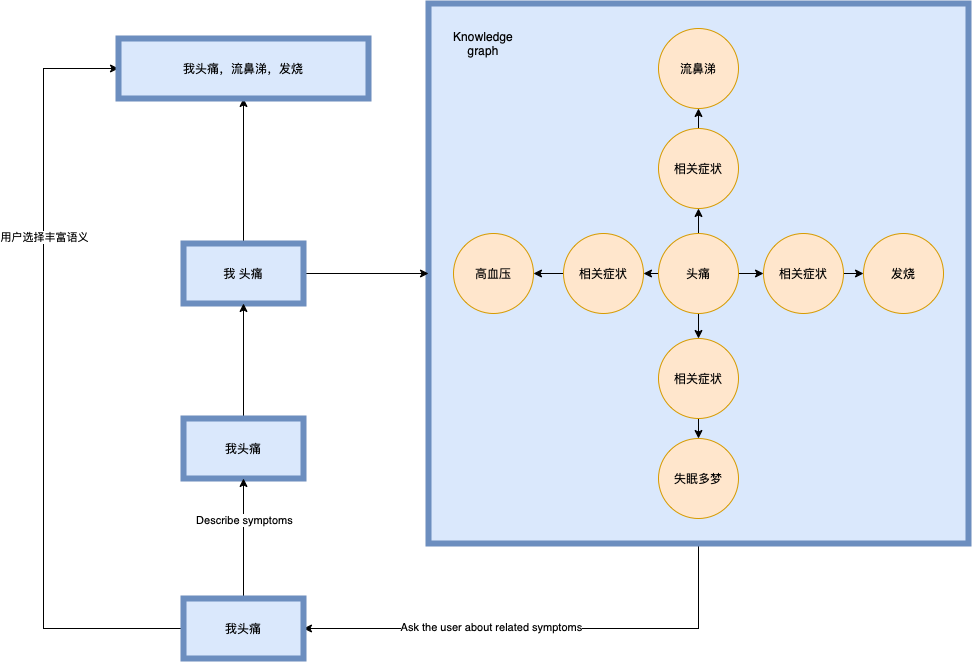 Knowledge
graph
流鼻涕
我头痛，流鼻涕，发烧
相关症状
用户选择丰富语义
我 头痛
高血压
相关症状
头痛
相关症状
发烧
相关症状
我头痛
失眠多梦
Describe symptoms
我头痛
Ask the user about related symptoms